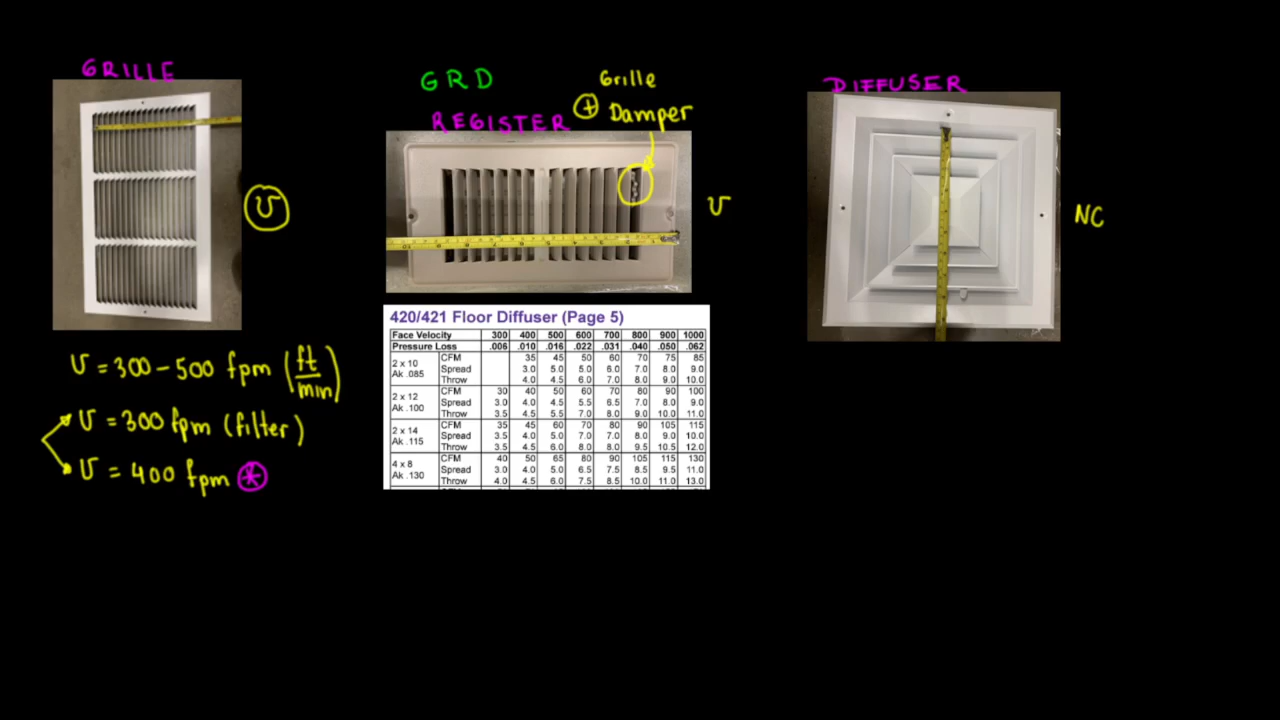 GRILLE
GRD
Grille
+ Damper
REGISTER
DIFFUSER
v
v
NC
v = 300 - 500 fpm (ft/min)
v = 300 fpm (filter)
v = 400 fpm *
420/421 Floor Diffuser (Page 5)
Face Velocity 300 400 500 600 700 800 900 1000
Pressure Loss .006 .010 .016 .022 .031 .040 .050 .062
2 x 10 Ak .085
CFM 35 45 50 60 70 75 85
Spread 3.0 5.0 5.0 6.0 7.0 8.0 9.0
Throw 4.0 4.5 6.0 7.0 8.0 9.0 10.0
2 x 12 Ak .100
CFM 30 40 50 60 70 80 90 100
Spread 3.0 4.0 4.5 5.5 6.5 7.0 8.0 9.0
Throw 3.5 4.5 5.5 7.0 8.0 9.0 10.0 11.0
2 x 14 Ak .115
CFM 35 45 60 70 80 90 105 115
Spread 3.5 4.0 5.0 7.0 7.0 8.0 9.0 10.0
Throw 3.5 4.5 6.0 8.0 8.0 9.5 10.5 12.0
4 x 8 Ak .130
CFM 40 50 65 80 90 105 115 130
Spread 3.0 4.0 5.0 6.5 7.5 8.5 9.5 11.0
Throw 4.0 4.5 6.0 7.5 8.5 10.0 11.0 13.0